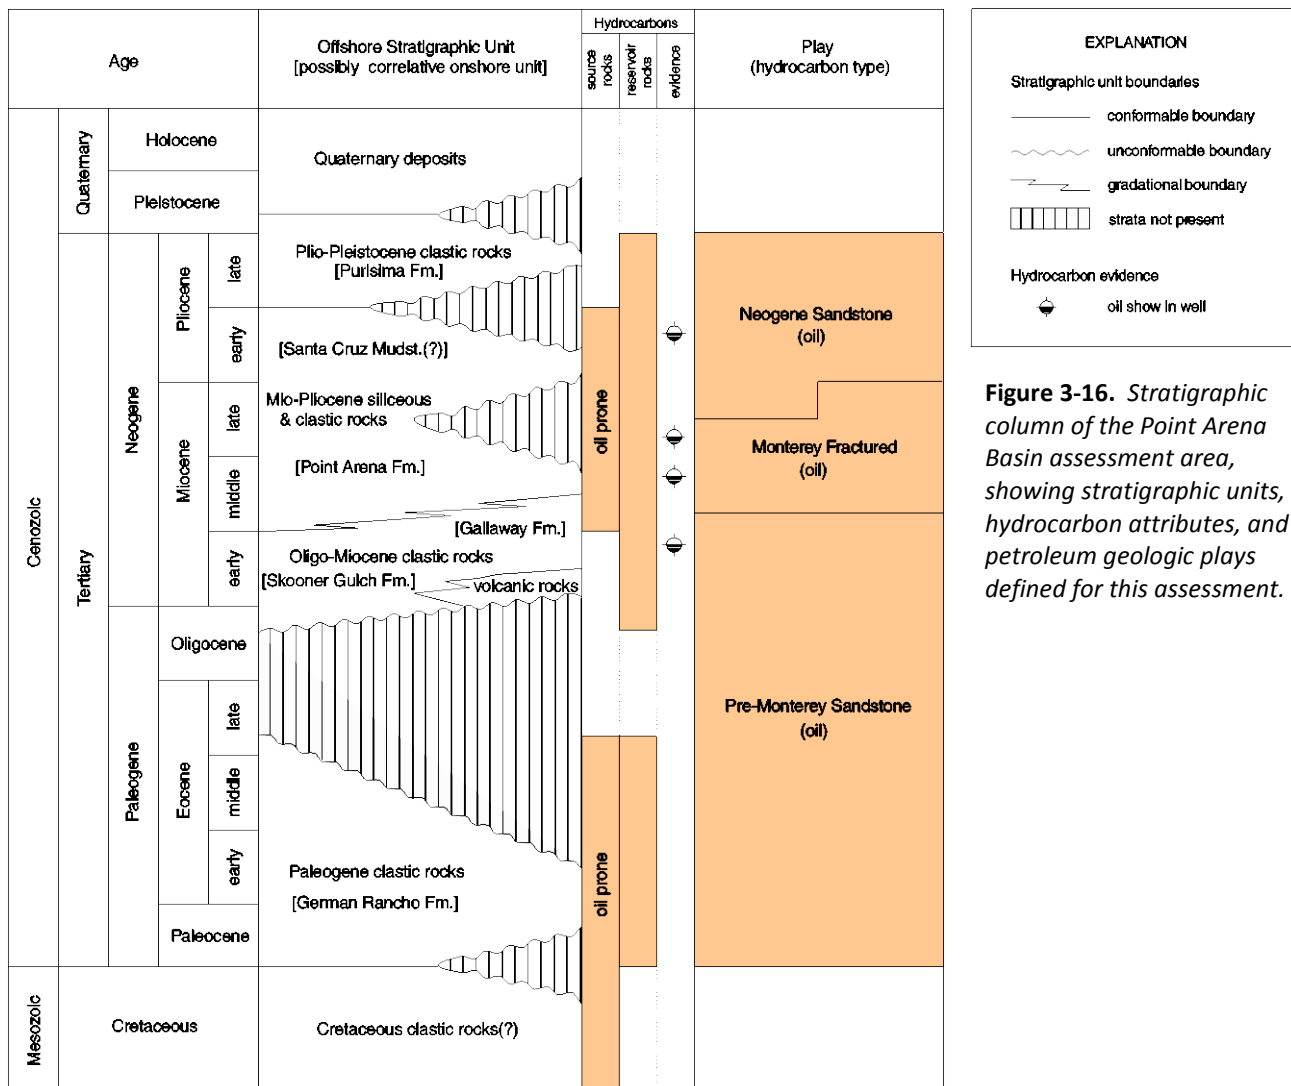 Age
Offshore Stratigraphic Unit
[possibly correlative onshore unit]
Hydrocarbons
source
rocks
reservoir
rocks
evidence
Play
(hydrocarbon type)
Cenozoic
Mesozoic
Quaternary
Tertiary
Neogene
Paleogene
Holocene
Pleistocene
Pliocene
late
early
Miocene
late
middle
early
Oligocene
Eocene
late
middle
early
Paleocene
Cretaceous
Quaternary deposits
Plio-Pleistocene clastic rocks
[Purisima Fm.]
[Santa Cruz Mudst.(?)]
Mio-Pliocene siliceous
& clastic rocks
[Point Arena Fm.]
[Gallaway Fm.]
Oligo-Miocene clastic rocks
[Skooner Gulch Fm.]
volcanic rocks
Paleogene clastic rocks
[German Rancho Fm.]
Cretaceous clastic rocks(?)
oil prone
oil prone
Neogene Sandstone
(oil)
Monterey Fractured
(oil)
Pre-Monterey Sandstone
(oil)
EXPLANATION
Stratigraphic unit boundaries
conformable boundary
unconformable boundary
gradational boundary
strata not present
Hydrocarbon evidence
oil show in well
Figure 3-16. Stratigraphic
column of the Point Arena
Basin assessment area,
showing stratigraphic units,
hydrocarbon attributes, and
petroleum geologic plays
defined for this assessment.